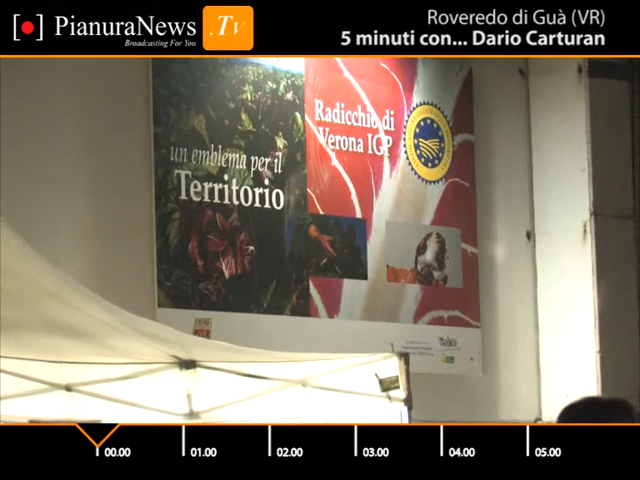 PianuraNews .Tv
Broadcasting For You
Roveredo di Guà (VR)
5 minuti con... Dario Carturan
un emblema per il
Territorio
Radicchio di
Verona IGP
00.00 01.00 02.00 03.00 04.00 05.00